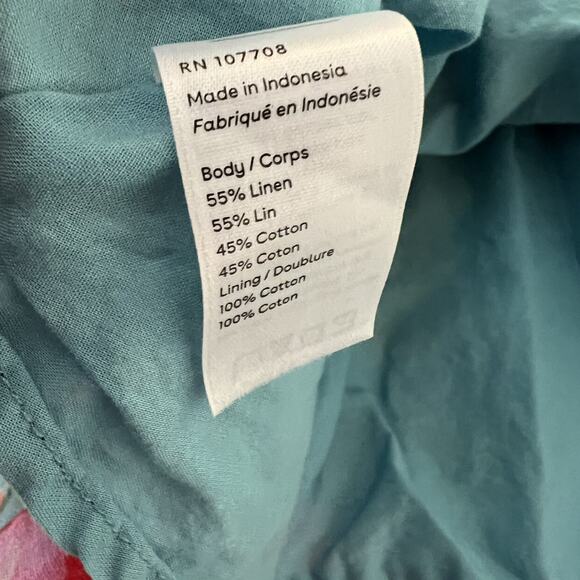 RN 107708
Made in Indonesia
Fabriqué en Indonésie
Body / Corps
55% Linen
55% Lin
45% Cotton
45% Coton
Lining / Doublure
100% Cotton
100% Coton